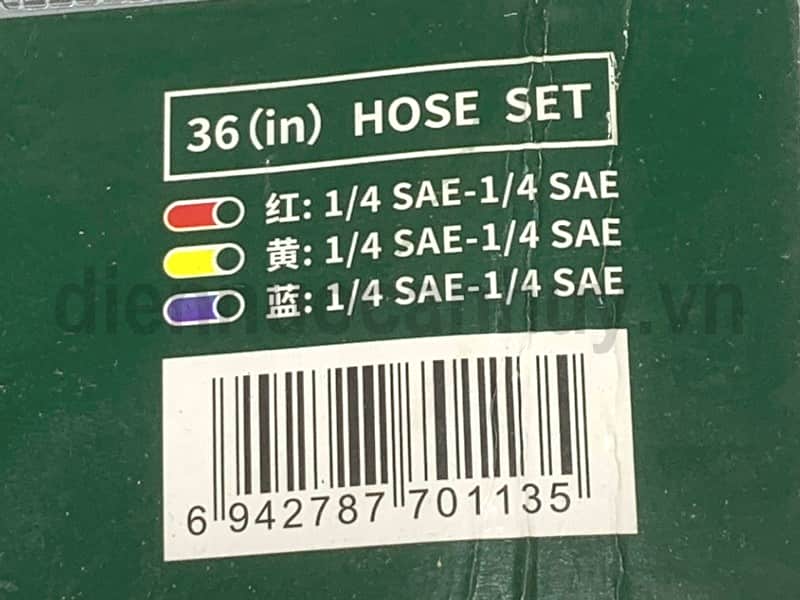 36(in) HOSE SET
红: 1/4 SAE-1/4 SAE
黄: 1/4 SAE-1/4 SAE
蓝: 1/4 SAE-1/4 SAE
6 942787 701135